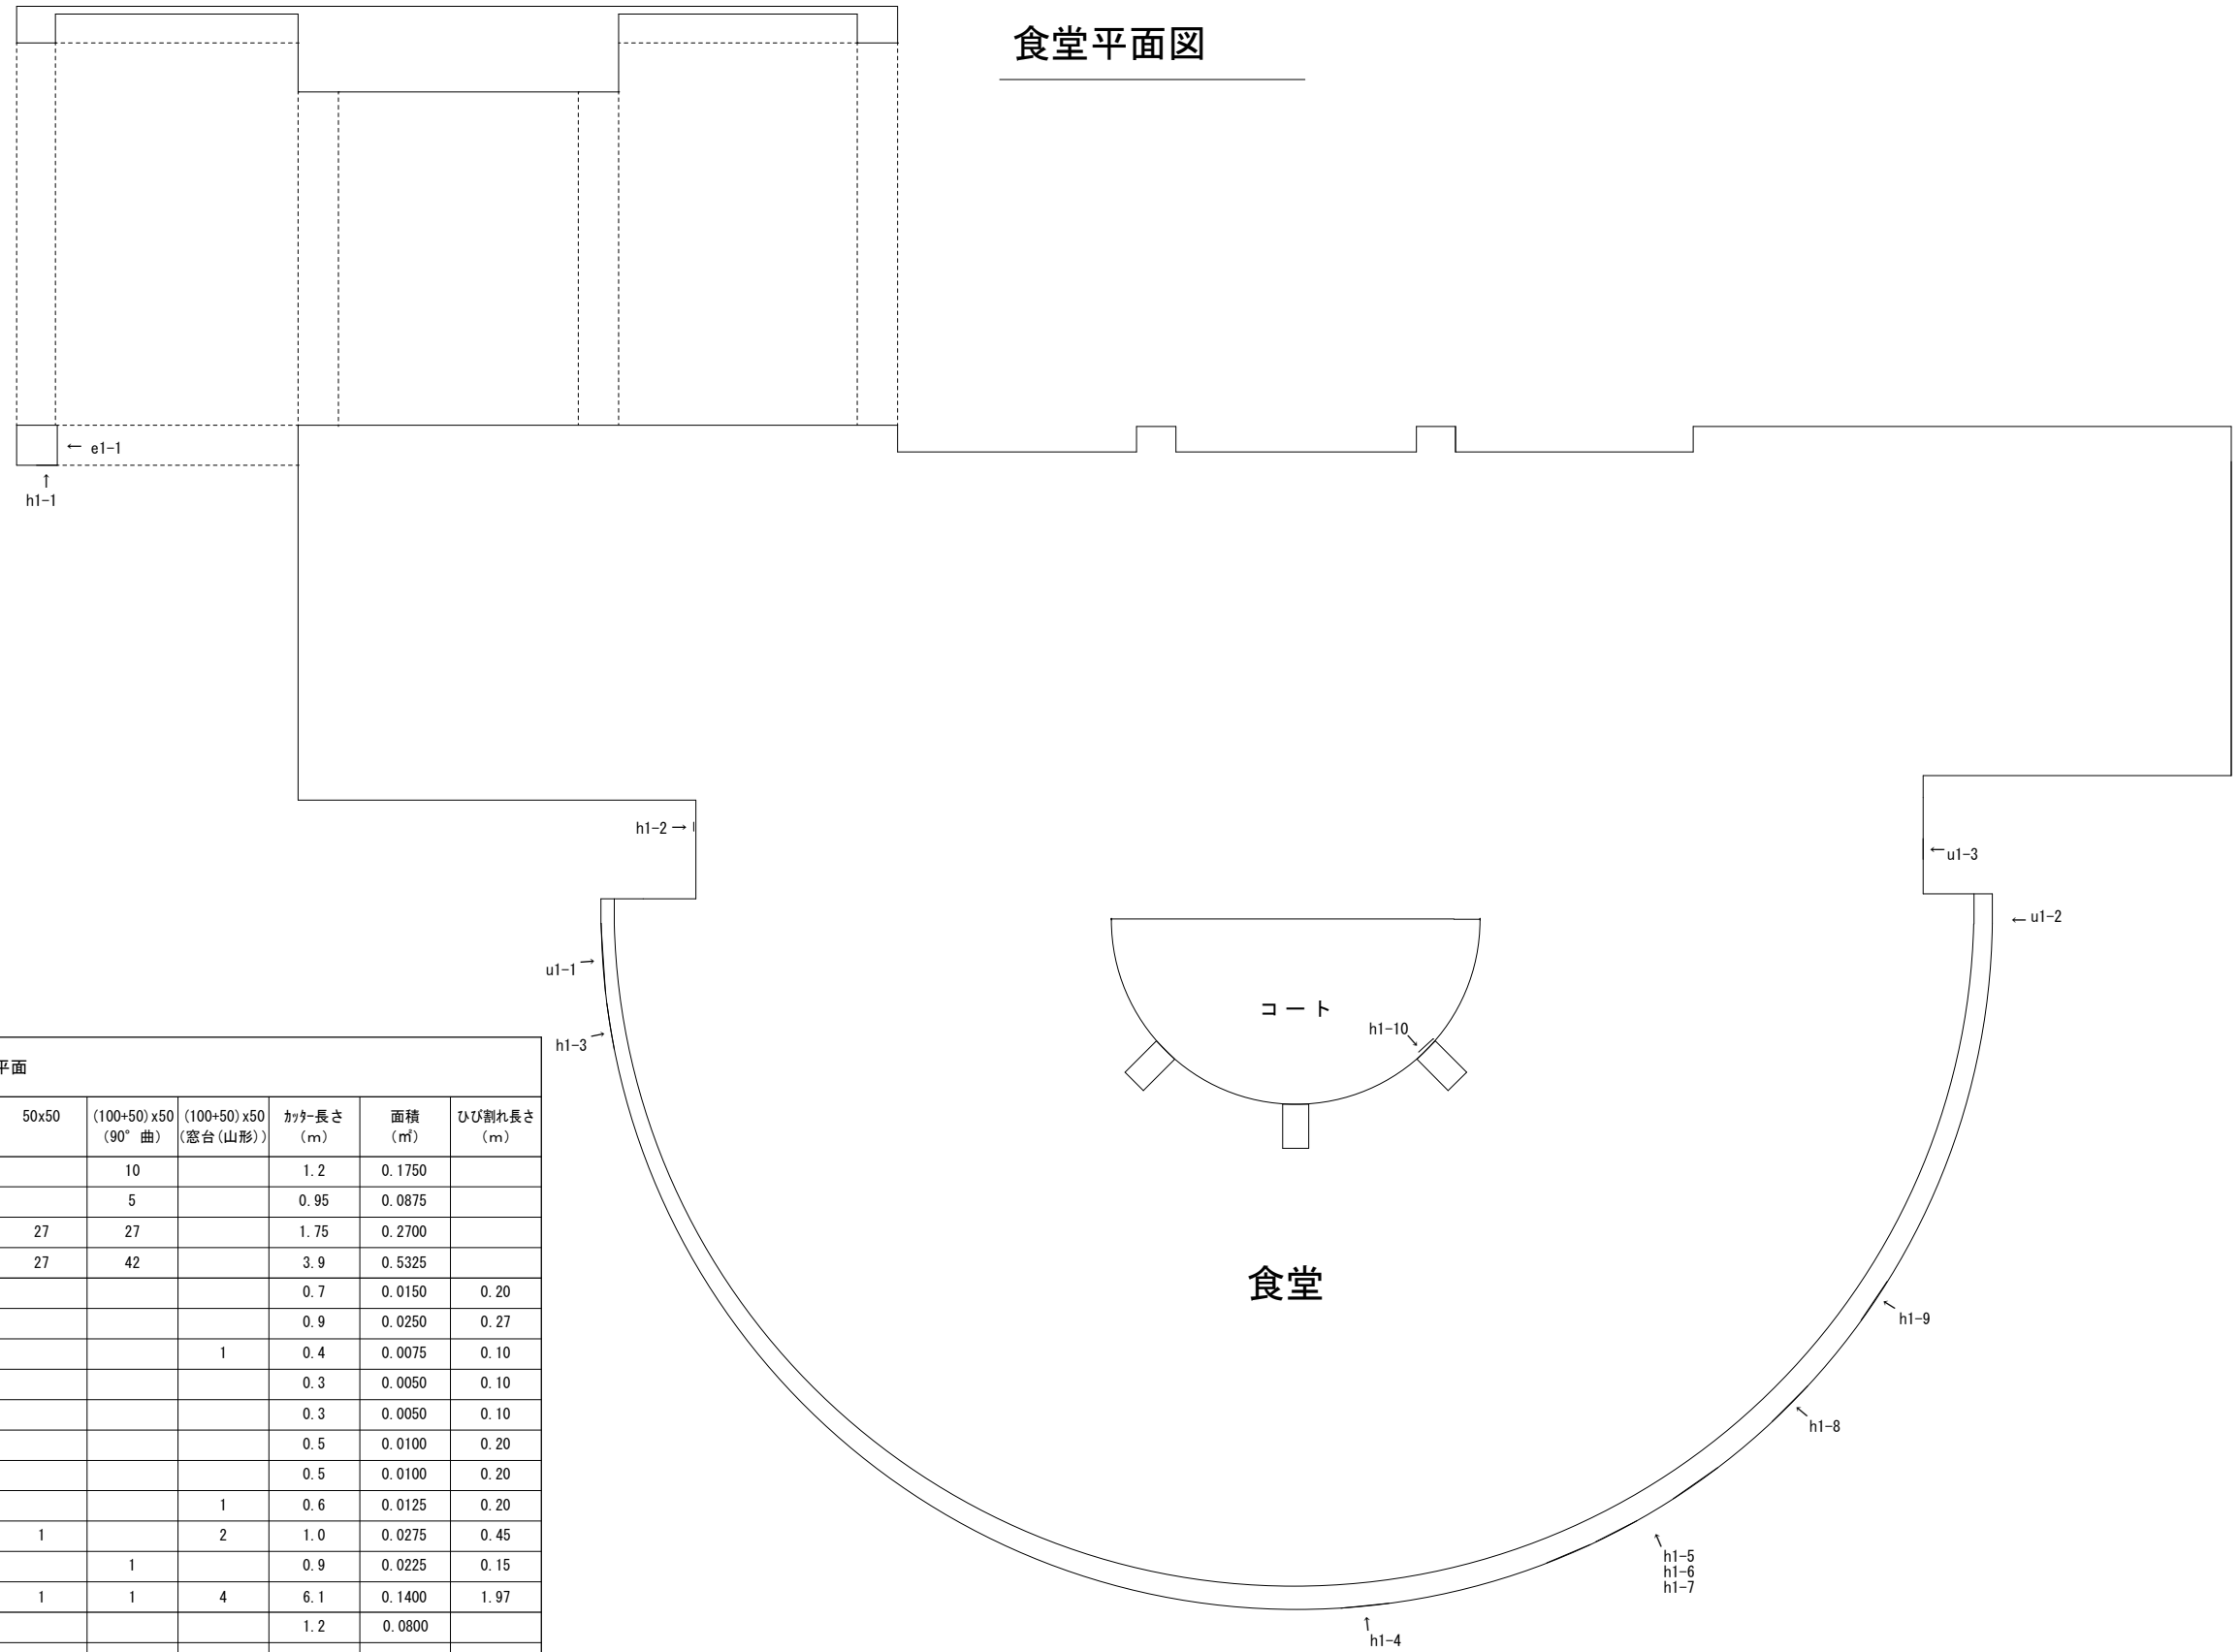 食堂平面図
← e1-1
↑
h1-1
h1-2 →
← u1-3
← u1-2
u1-1 →
コート
h1-10
h1-3 →
食堂
h1-9
h1-8
h1-5
h1-6
h1-7
↑
h1-4
平面
50x50 (100+50)x50 (90°曲) (100+50)x50 (窓台(山形)) ｶｯﾀｰ長さ (m) 面積 (㎡) ひび割れ長さ (m)
10 1.2 0.1750
5 0.95 0.0875
27 27 1.75 0.2700
27 42 3.9 0.5325
0.7 0.0150 0.20
0.9 0.0250 0.27
1 0.4 0.0075 0.10
0.3 0.0050 0.10
0.3 0.0050 0.10
0.5 0.0100 0.20
0.5 0.0100 0.20
1 0.6 0.0125 0.20
1 2 1.0 0.0275 0.45
1 0.9 0.0225 0.15
1 1 4 6.1 0.1400 1.97
1.2 0.0800